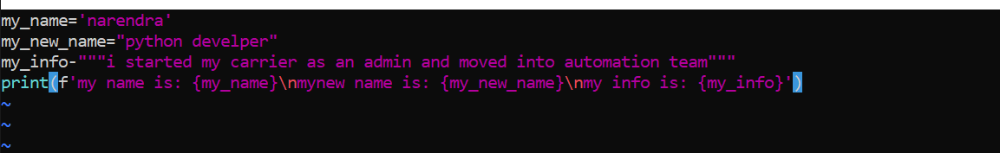 my_name='narendra'
my_new_name="python develper"
my_info-"""i started my carrier as an admin and moved into automation team"""
print(f'my name is: {my_name}\nmynew name is: {my_new_name}\nmy info is: {my_info}')
~
~
~